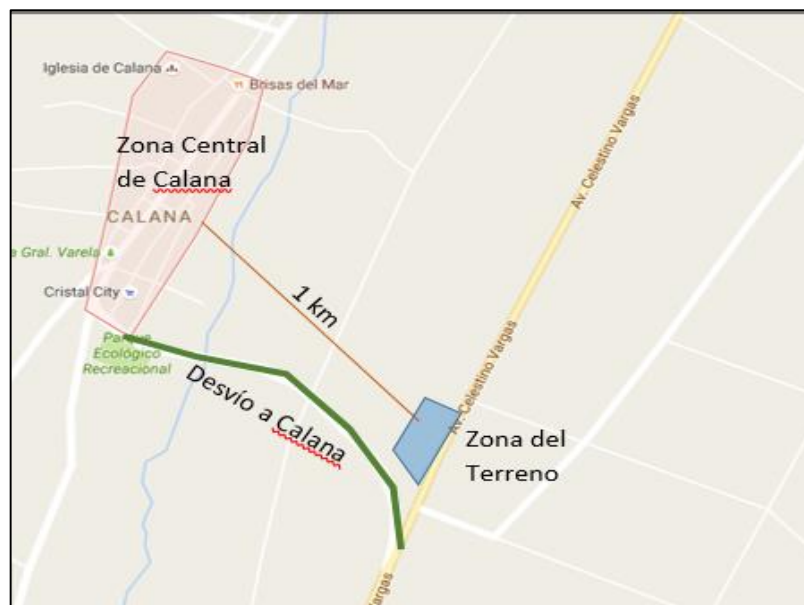 Iglesia de Calana
Brisas del Mar
Zona Central
de Calana
CALANA
Gral. Varela
Cristal City
Parque
Ecológico
Recreacional
1 km
Desvío a Calana
Av. Celestino Vargas
Av. Celestino Vargas
Av. Celestino Vargas
Zona del
Terreno
Vargas